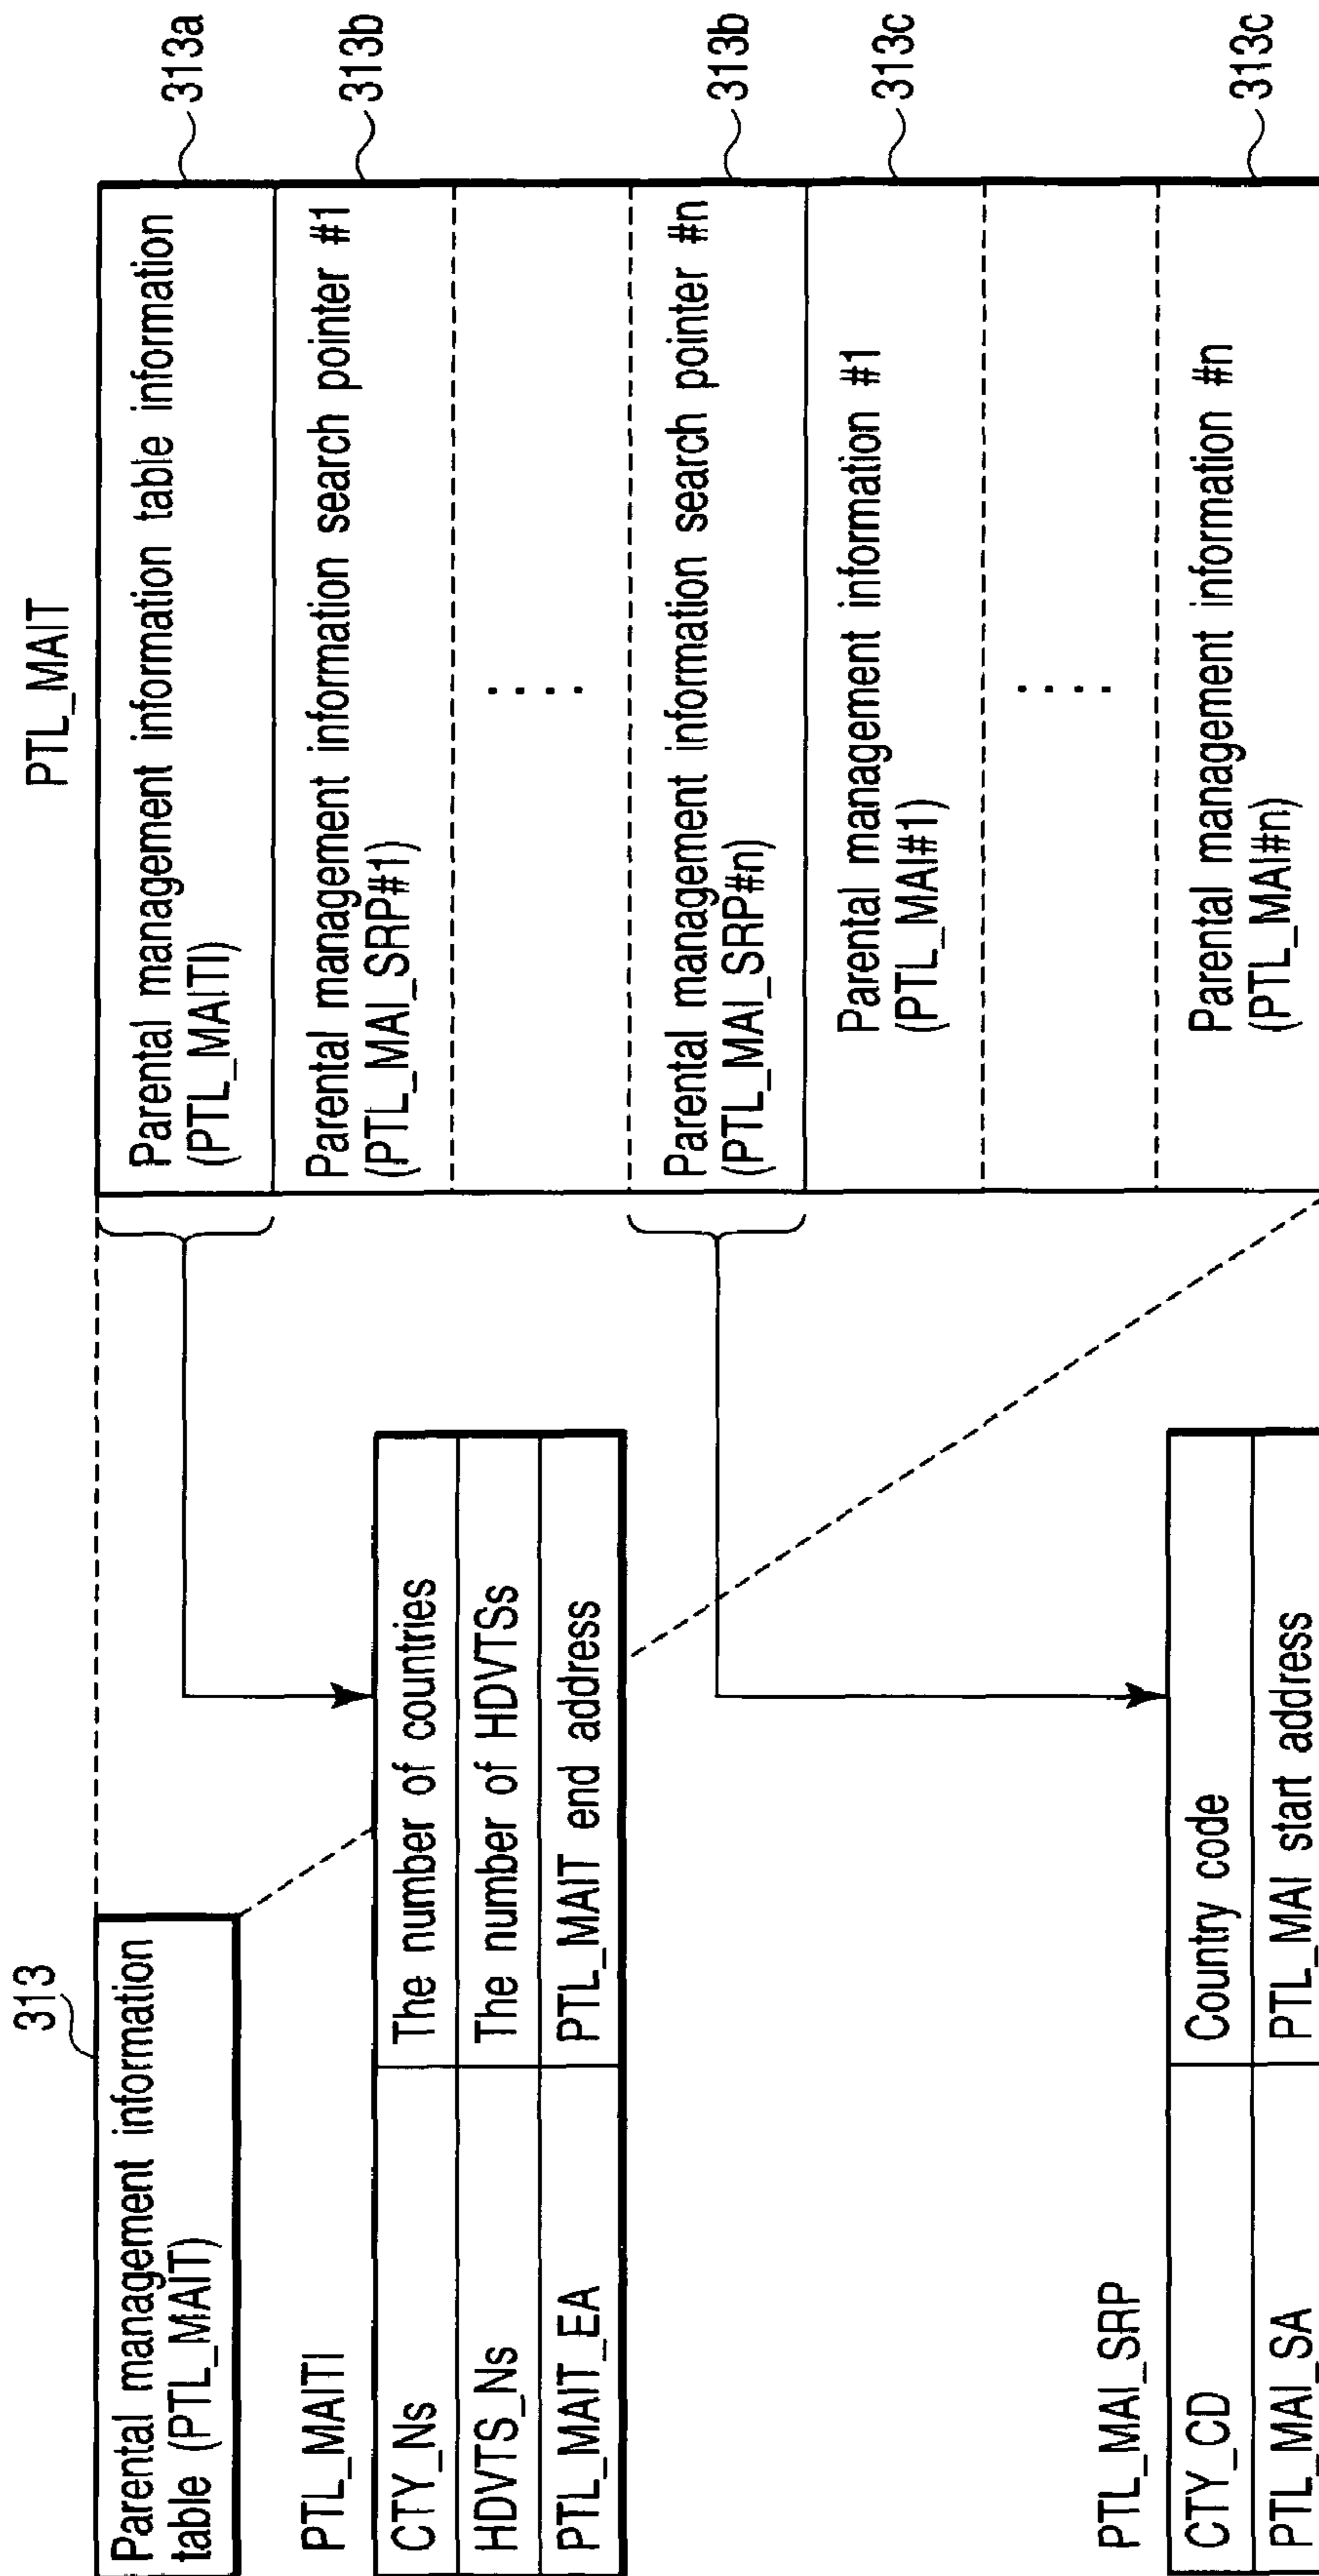 313
Parental management information
table (PTL_MAIT)
PTL_MAITI
CTY_Ns The number of countries
HDVTS_Ns The number of HDVTSs
PTL_MAIT_EA PTL_MAIT end address
PTL_MAI_SRP
CTY_CD Country code
PTL_MAI_SA PTL_MAI start address
PTL_MAIT
Parental management information table information
(PTL_MAITI)
313a
Parental management information search pointer #1
(PTL_MAI_SRP#1)
313b
....
Parental management information search pointer #n
(PTL_MAI_SRP#n)
313b
Parental management information #1
(PTL_MAI#1)
313c
....
Parental management information #n
(PTL_MAI#n)
313c